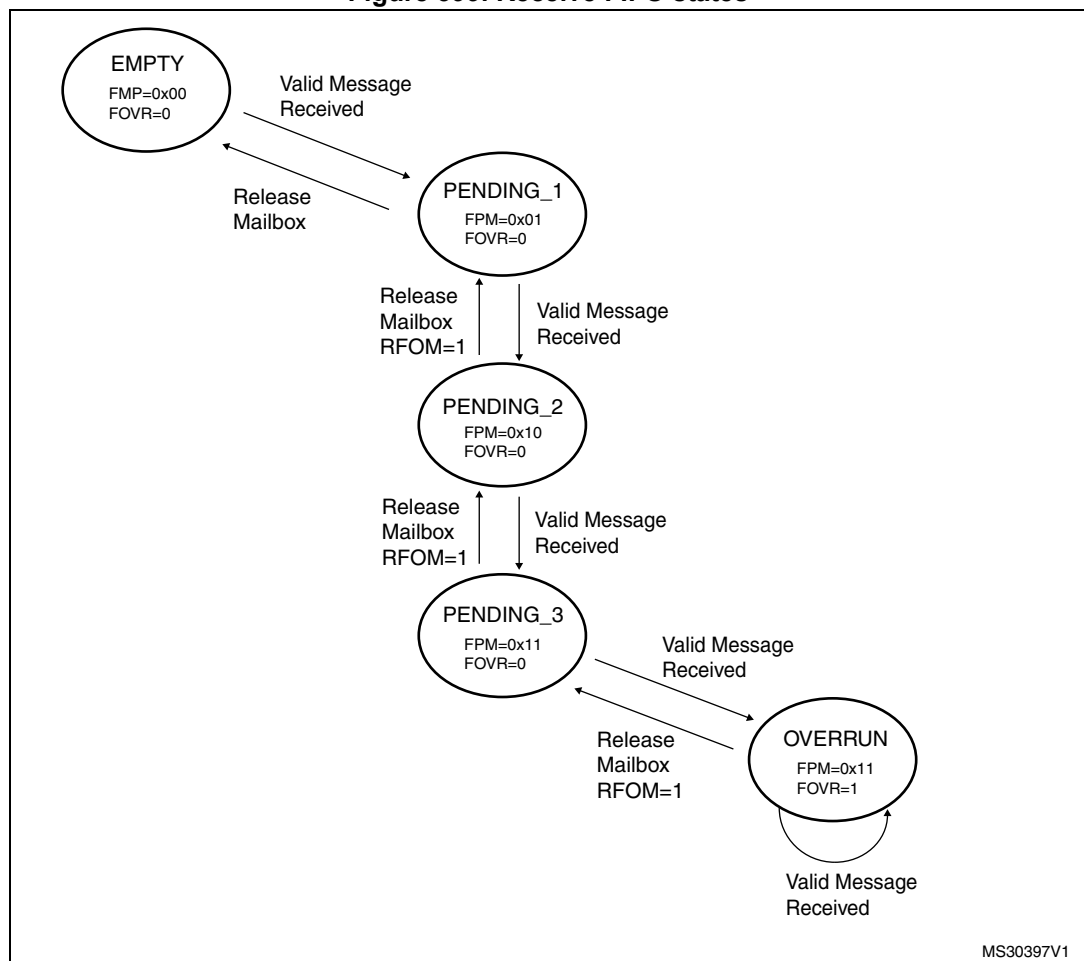 EMPTY
FMP=0x00
FOVR=0
Valid Message
Received
Release
Mailbox
PENDING_1
FPM=0x01
FOVR=0
Release
Mailbox
RFOM=1
Valid Message
Received
PENDING_2
FPM=0x10
FOVR=0
Release
Mailbox
RFOM=1
Valid Message
Received
PENDING_3
FPM=0x11
FOVR=0
Valid Message
Received
Release
Mailbox
RFOM=1
OVERRUN
FPM=0x11
FOVR=1
Valid Message
Received
MS30397V1